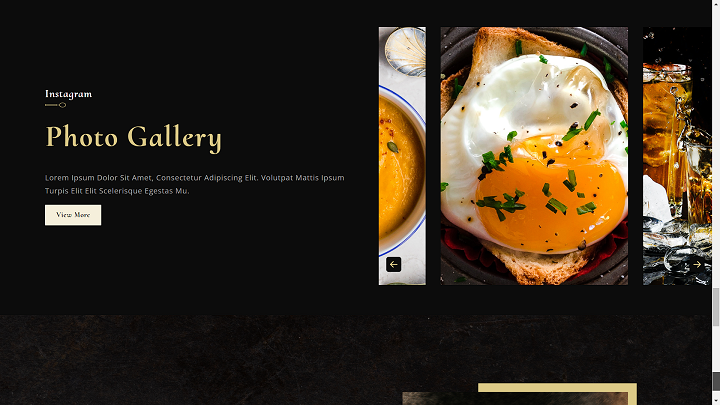 Instagram
Photo Gallery
Lorem Ipsum Dolor Sit Amet, Consectetur Adipiscing Elit. Volutpat Mattis Ipsum
Turpis Elit Elit Scelerisque Egestas Mu.
View More